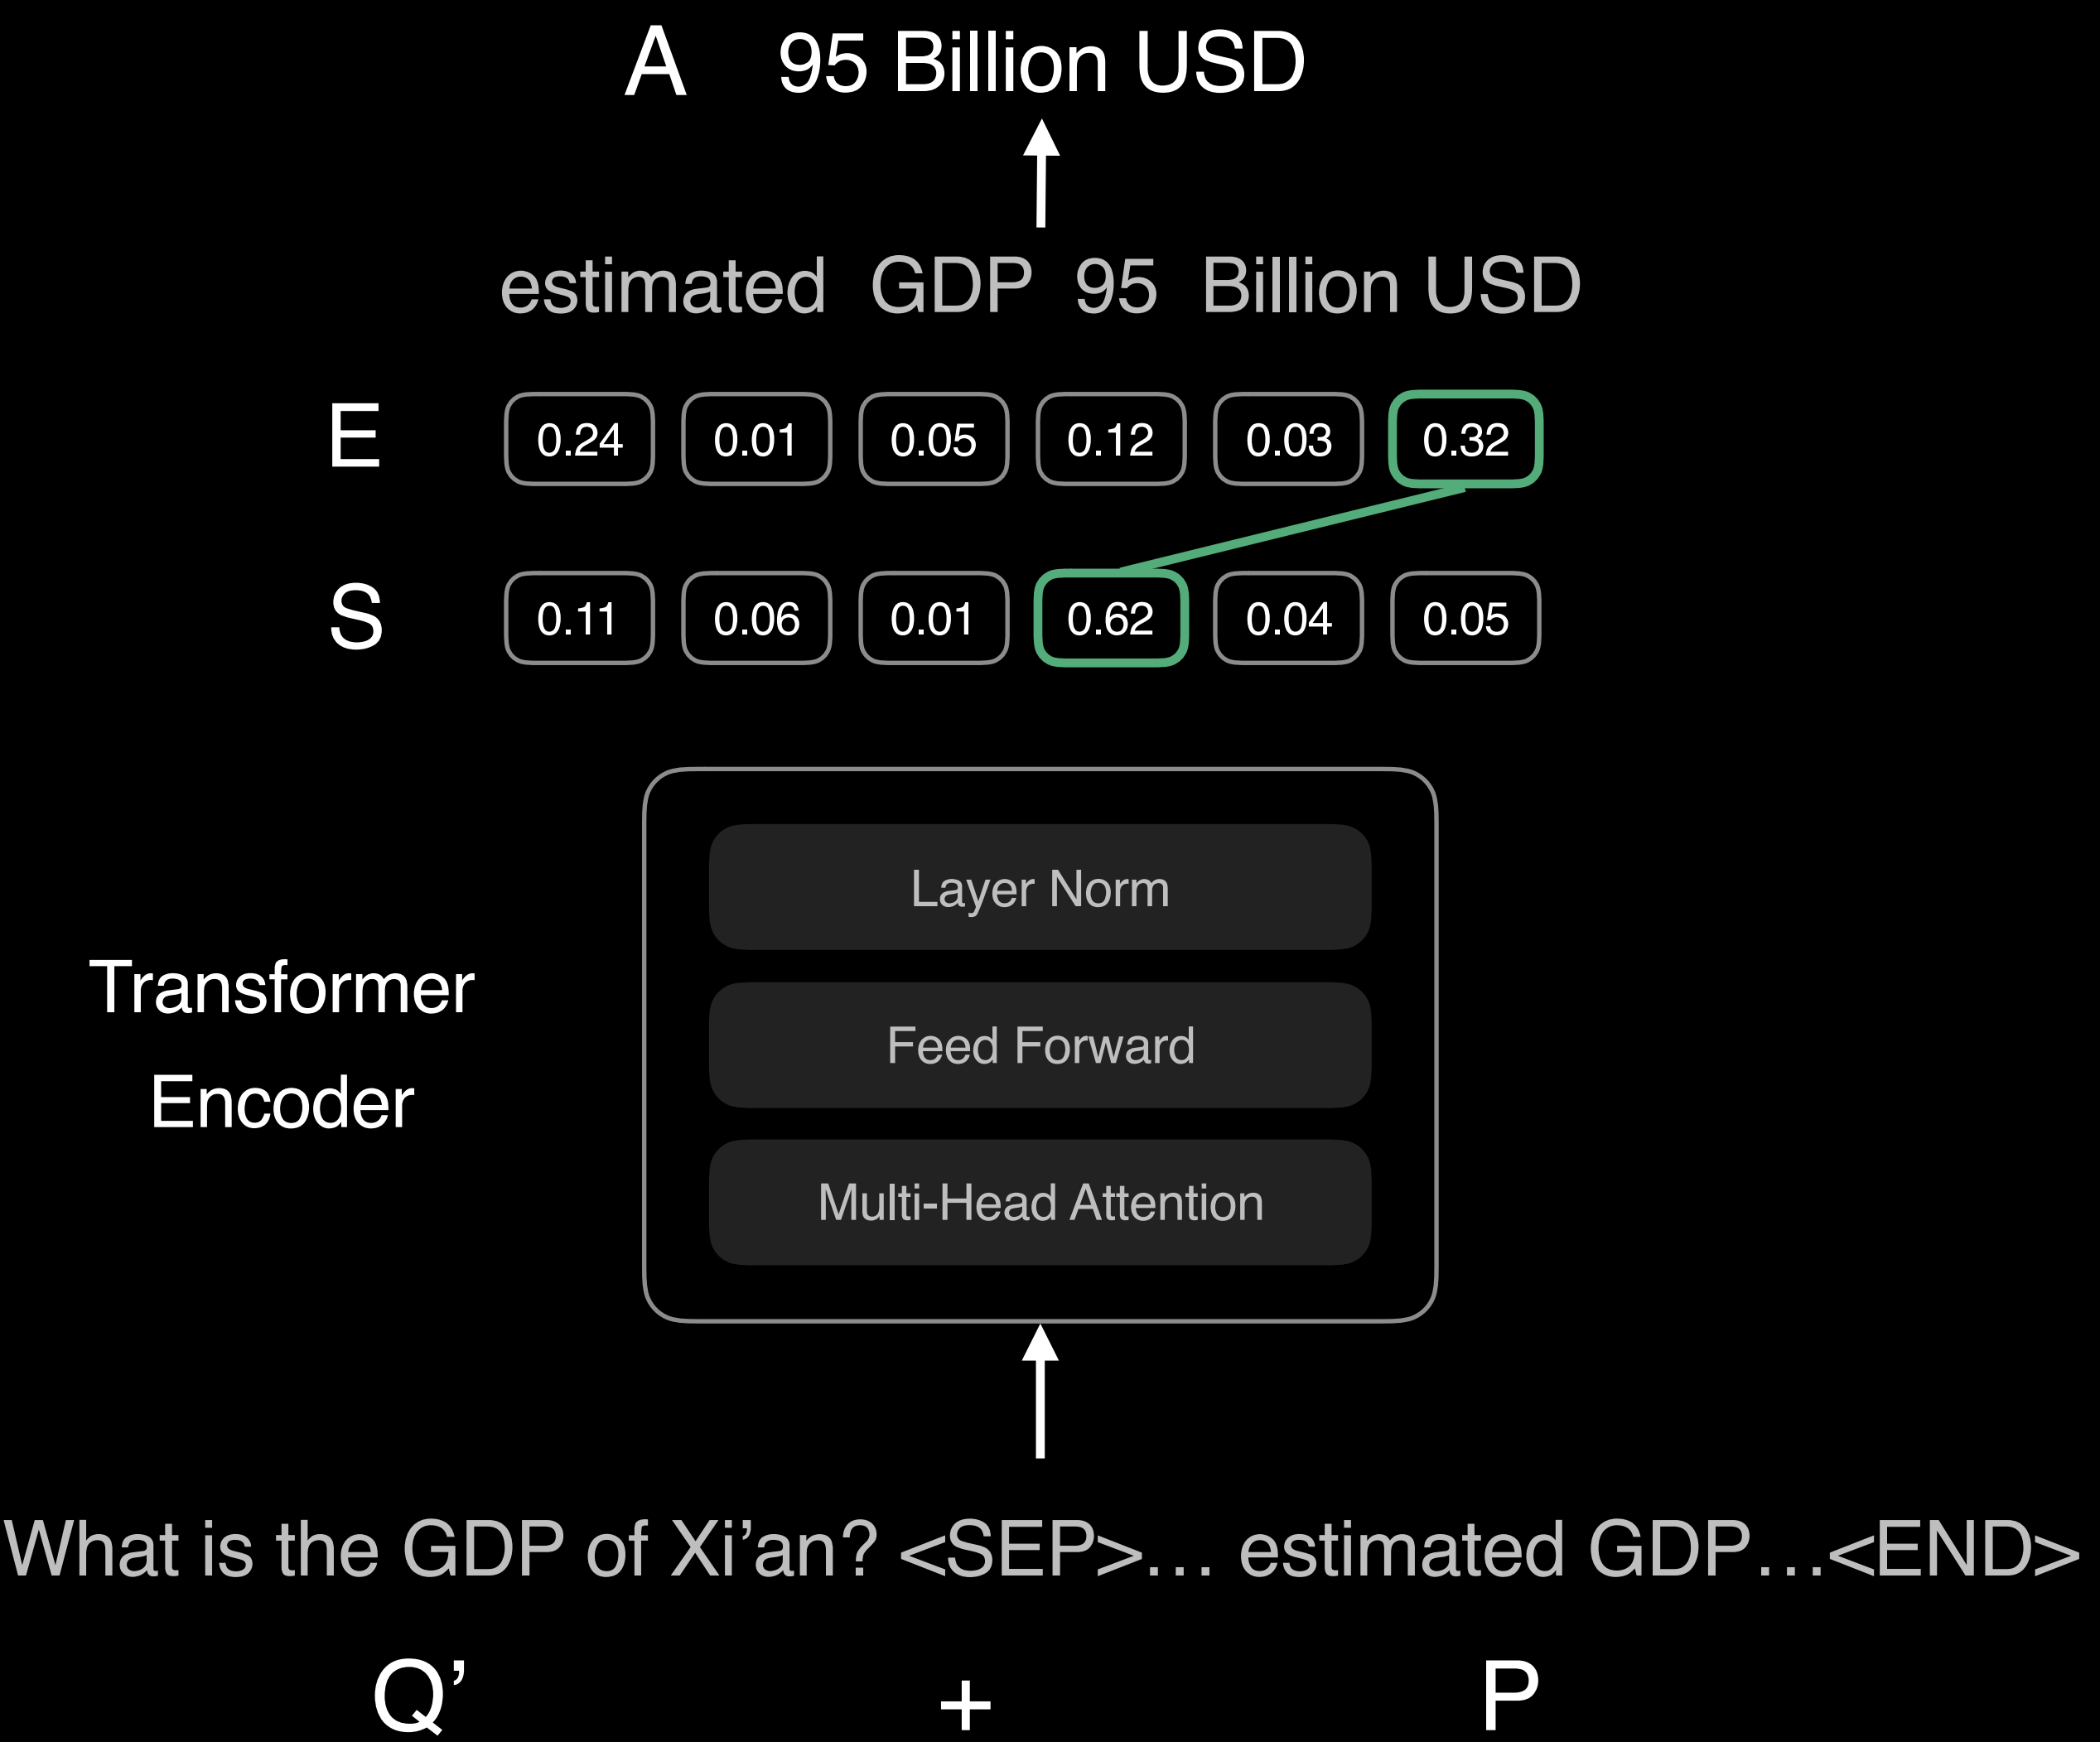 A 95 Billion USD
estimated GDP 95 Billion USD
E 0.24 0.01 0.05 0.12 0.03 0.32
S 0.11 0.06 0.01 0.62 0.04 0.05
Layer Norm
Transformer
Encoder
Feed Forward
Multi-Head Attention
What is the GDP of Xi’an? <SEP>... estimated GDP ...<END>
Q’ + P